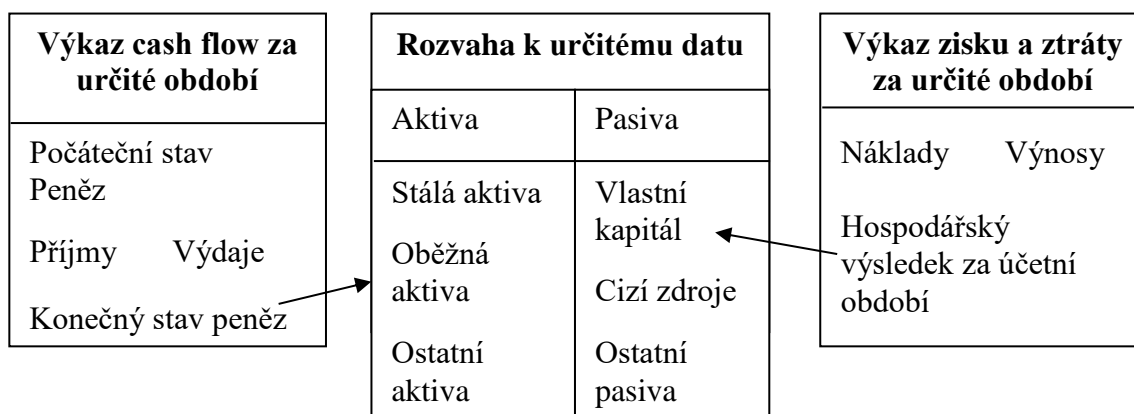 Výkaz cash flow za
určité období
Počáteční stav
Peněz
Příjmy Výdaje
Konečný stav peněz
Rozvaha k určitému datu
Aktiva
Pasiva
Stálá aktiva
Oběžná
aktiva
Ostatní
aktiva
Vlastní
kapitál
Cizí zdroje
Ostatní
pasiva
Výkaz zisku a ztráty
za určité období
Náklady Výnosy
Hospodářský
výsledek za účetní
období